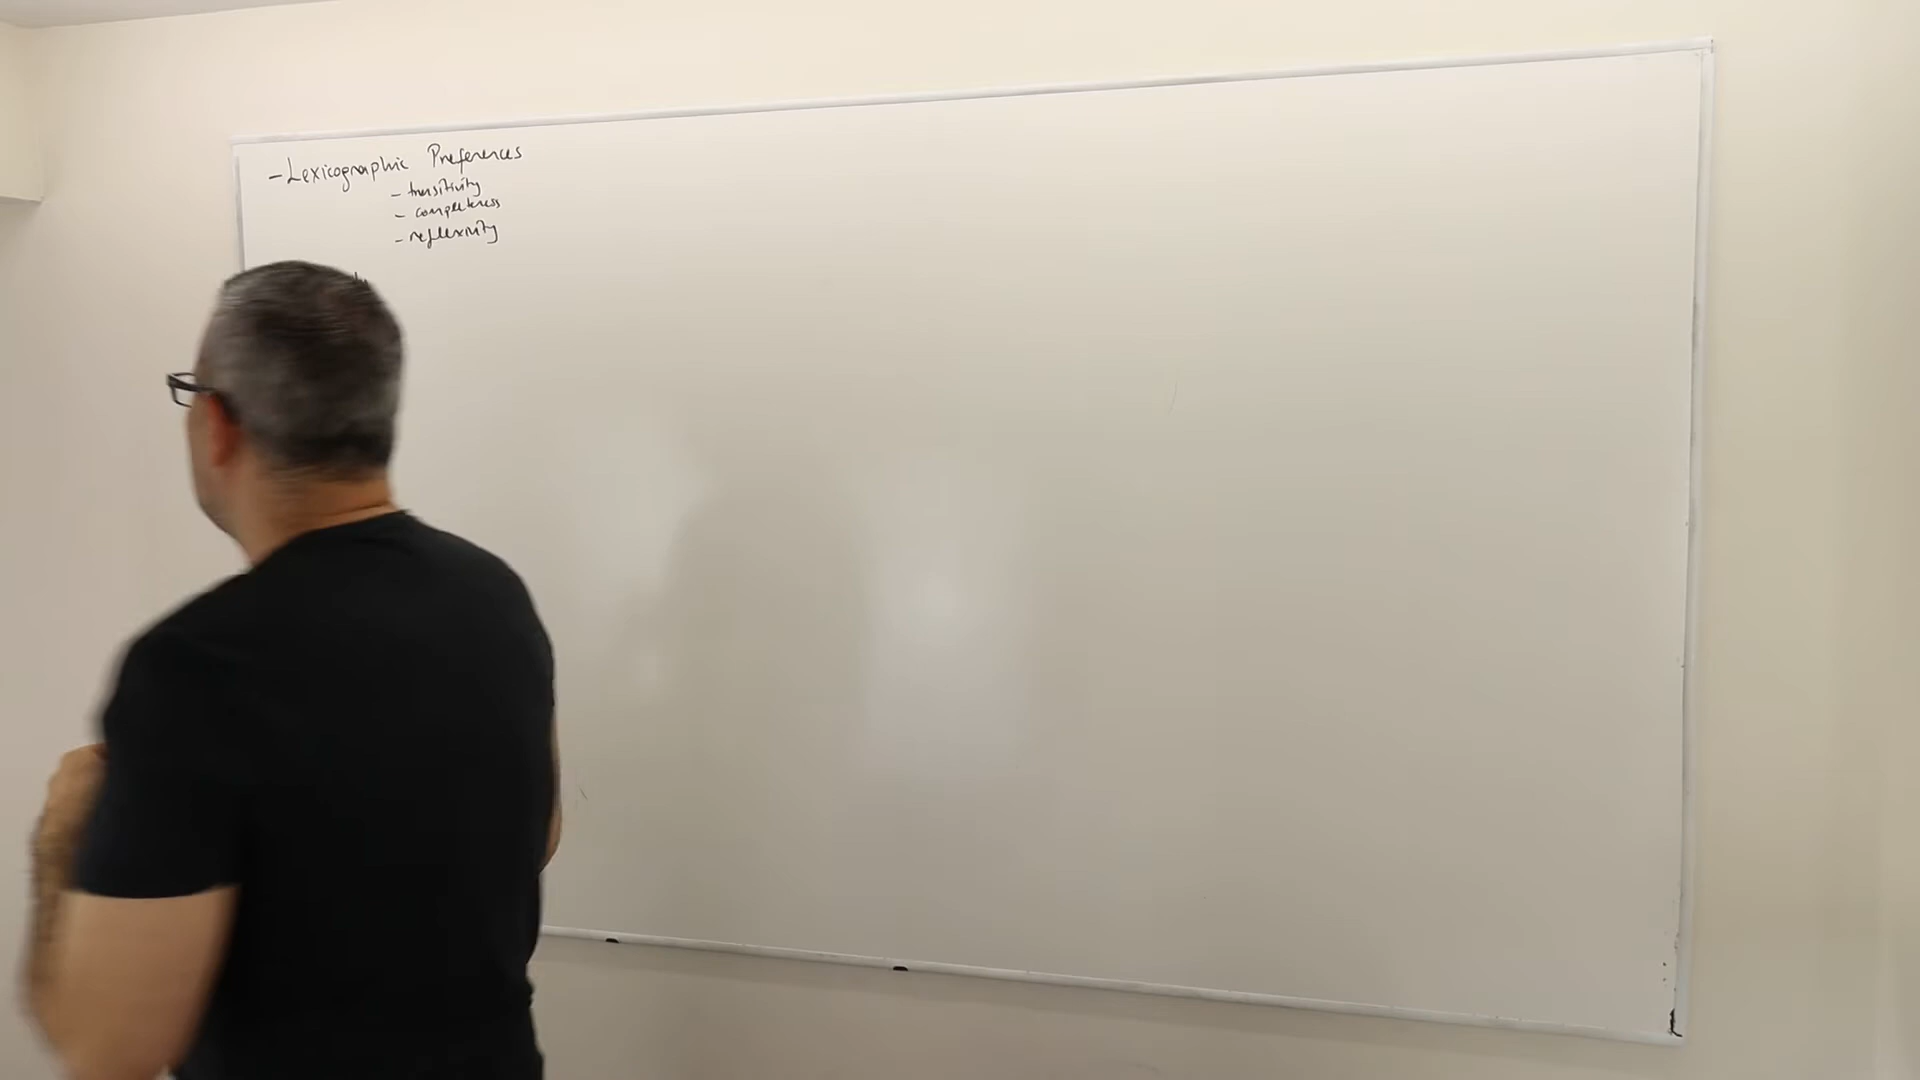 - Lexicographic Preferences
- transitivity
- completeness
- reflexivity